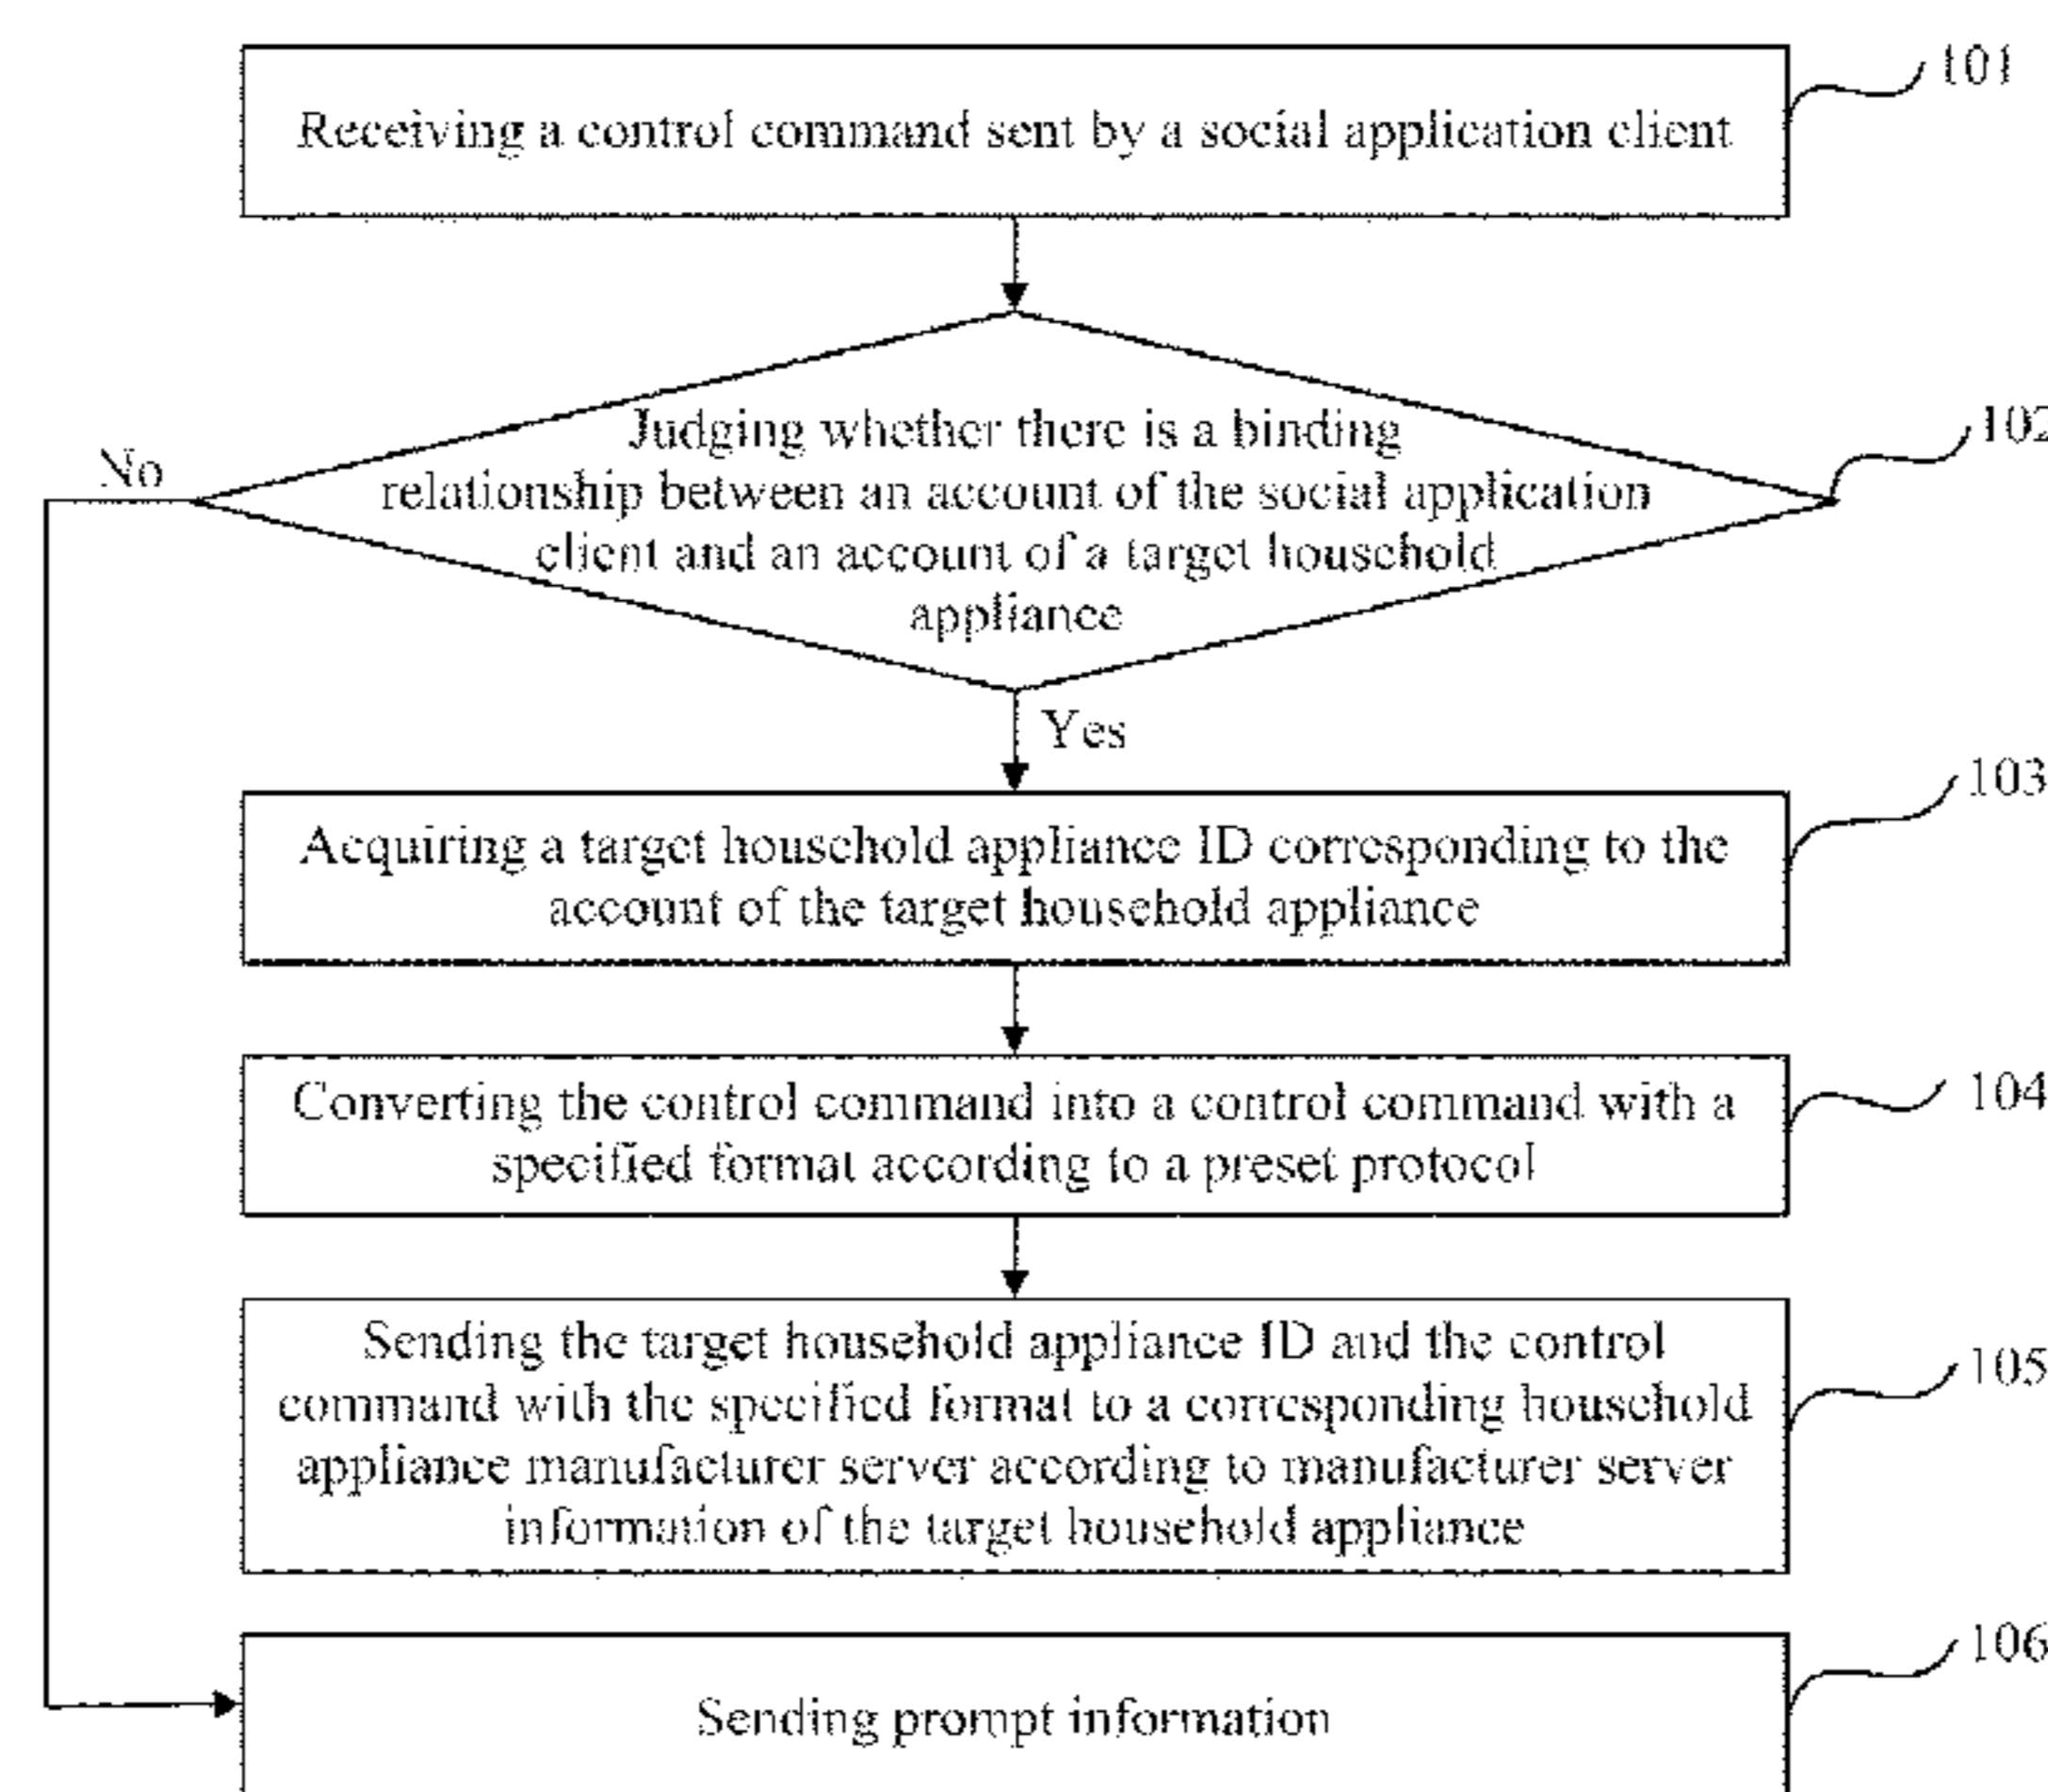 Receiving a control command sent by a social application client
101
Judging whether there is a binding
relationship between an account of the social application
client and an account of a target household
appliance
102
No
Yes
Acquiring a target household appliance ID corresponding to the
account of the target household appliance
103
Converting the control command into a control command with a
specified format according to a preset protocol
104
Sending the target household appliance ID and the control
command with the specified format to a corresponding household
appliance manufacturer server according to manufacturer server
information of the target household appliance
105
Sending prompt information
106